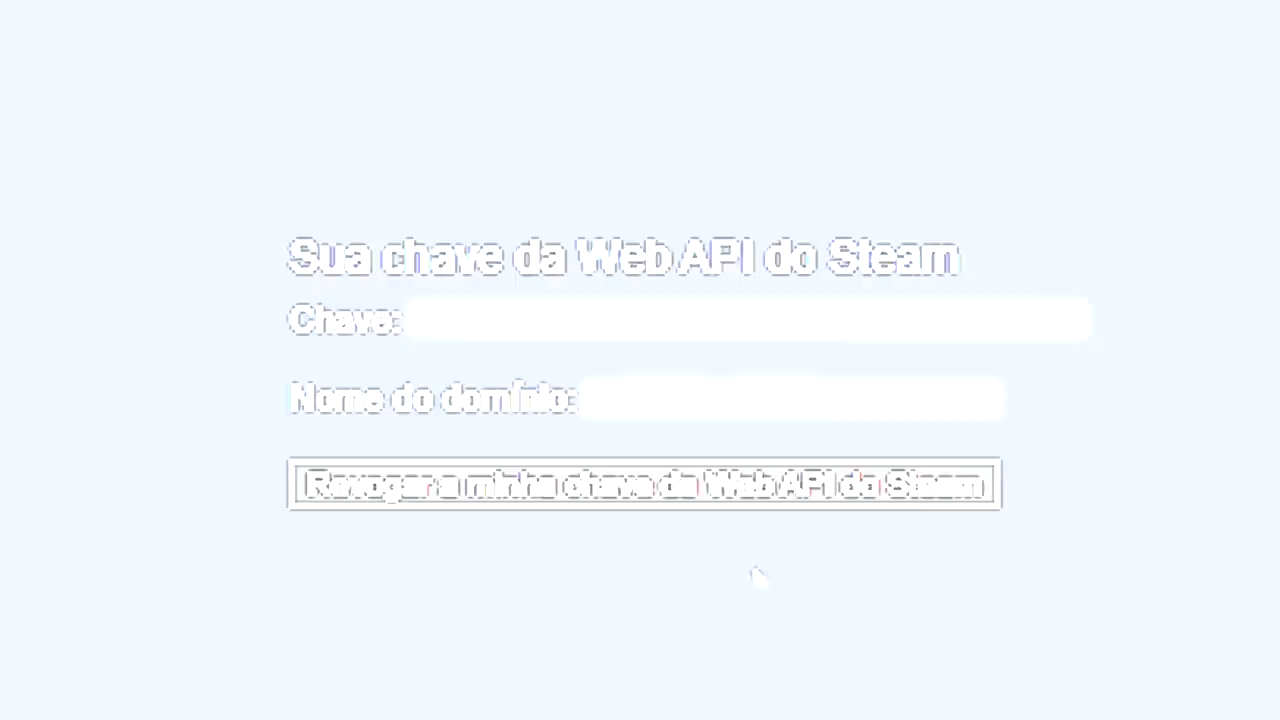 Sua chave da Web API do Steam
Chave:
Nome do domínio:
Revogar a minha chave da Web API do Steam